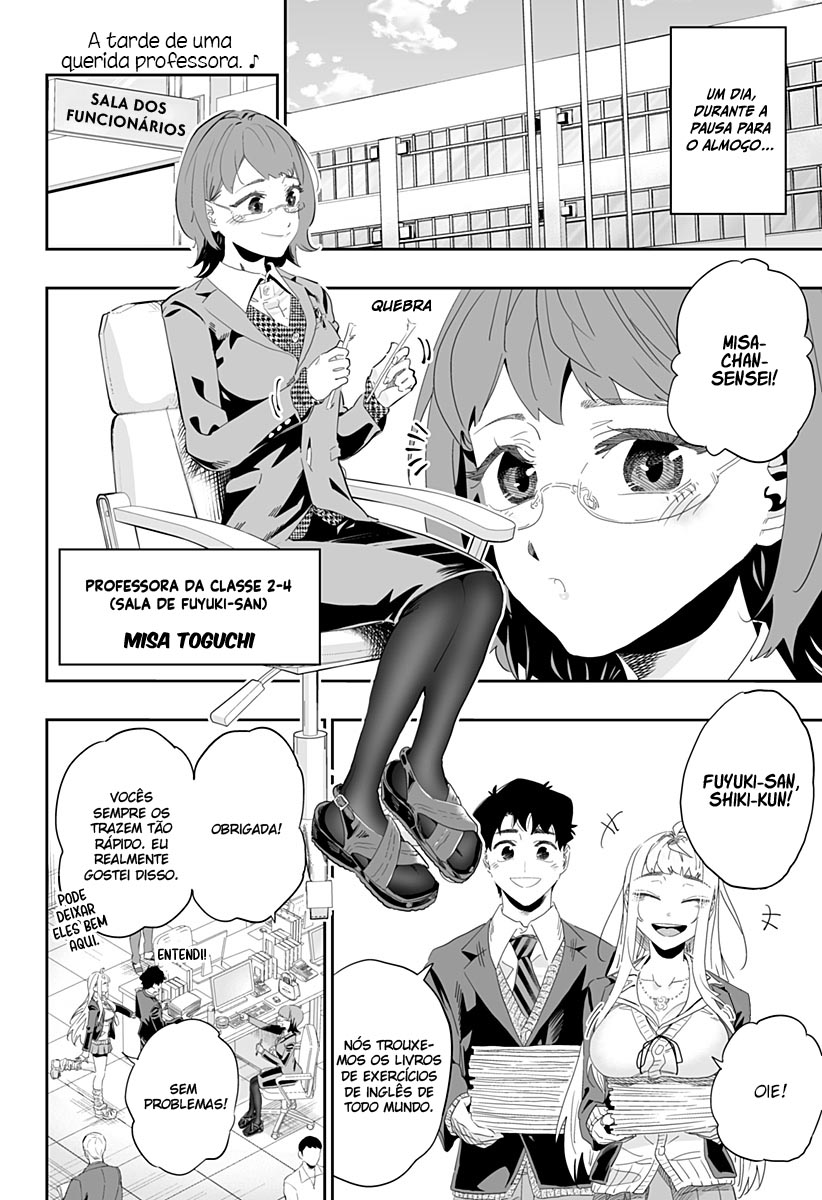 A tarde de uma
querida professora. ♪
SALA DOS
FUNCIONÁRIOS
UM DIA,
DURANTE A
PAUSA PARA
O ALMOÇO...
QUEBRA
MISA-
CHAN-
SENSEI!
PROFESSORA DA CLASSE 2-4
(SALA DE FUYUKI-SAN)
MISA TOGUCHI
FUYUKI-SAN,
SHIKI-KUN!
OIE!
NÓS TROUXE-
MOS OS LIVROS
DE EXERCÍCIOS
DE INGLÊS DE
TODO MUNDO.
OBRIGADA!
VOCÊS
SEMPRE OS
TRAZEM TÃO
RÁPIDO. EU
REALMENTE
GOSTEI DISSO.
PODE
DEIXAR
ELES BEM
AQUI.
ENTENDI!
SEM
PROBLEMAS!